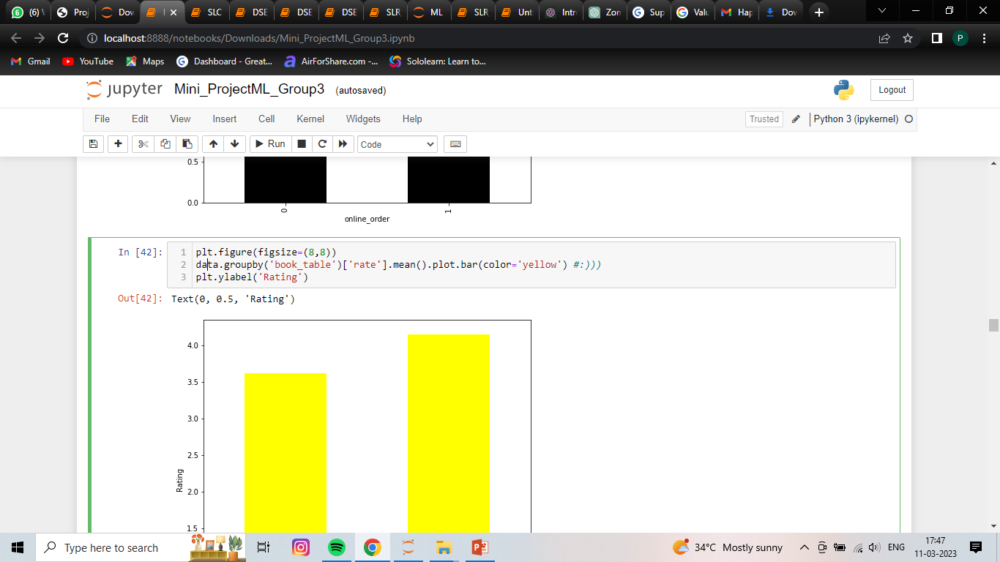 (6) \
Proj
Dow
SLC
DSE
DSE
DSE
SLR
ML
SLR
Unt
Intr
Zon
Sup
Valu
Hap
Dow
localhost:8888/notebooks/Downloads/Mini_ProjectML_Group3.ipynb
P
Gmail
YouTube
Maps
Dashboard - Great...
AirForShare.com -...
Sololearn: Learn to...
jupyter Mini_ProjectML_Group3 (autosaved)
Logout
File Edit View Insert Cell Kernel Widgets Help
Trusted
Python 3 (ipykernel)
Run
Code
0.5
0.0
0
1
online_order
In [42]:
1 plt.figure(figsize=(8,8))
2 data.groupby('book_table')['rate'].mean().plot.bar(color='yellow') #:)))
3 plt.ylabel('Rating')
Out[42]: Text(0, 0.5, 'Rating')
4.0
3.5
3.0
2.5
2.0
1.5
Rating
Type here to search
34°C Mostly sunny
ENG
17:47
11-03-2023